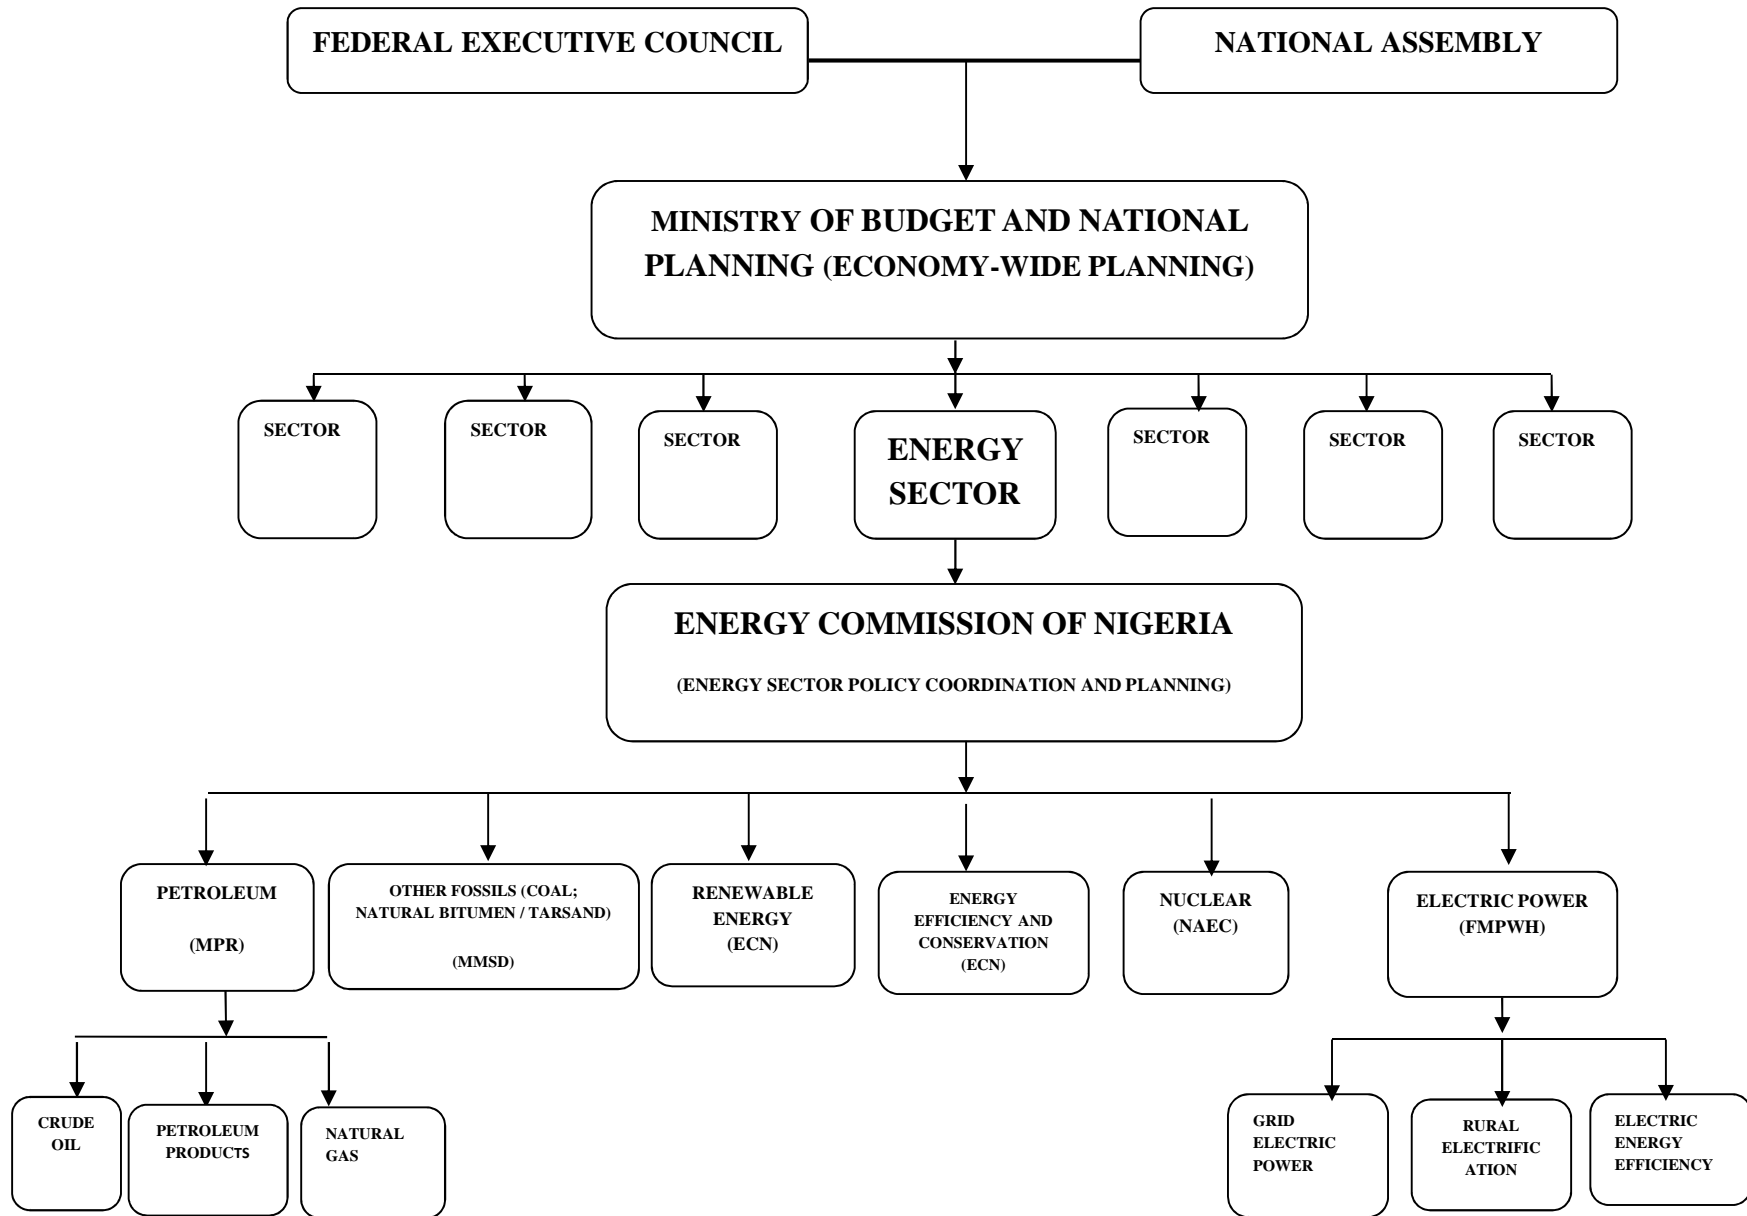 FEDERAL EXECUTIVE COUNCIL
NATIONAL ASSEMBLY
MINISTRY OF BUDGET AND NATIONAL
PLANNING (ECONOMY-WIDE PLANNING)
SECTOR
SECTOR
SECTOR
ENERGY
SECTOR
SECTOR
SECTOR
SECTOR
ENERGY COMMISSION OF NIGERIA
(ENERGY SECTOR POLICY COORDINATION AND PLANNING)
PETROLEUM
(MPR)
OTHER FOSSILS (COAL;
NATURAL BITUMEN / TARSAND)
(MMSD)
RENEWABLE
ENERGY
(ECN)
ENERGY
EFFICIENCY AND
CONSERVATION
(ECN)
NUCLEAR
(NAEC)
ELECTRIC POWER
(FMPWH)
CRUDE
OIL
PETROLEUM
PRODUCTS
NATURAL
GAS
GRID
ELECTRIC
POWER
RURAL
ELECTRIFIC
ATION
ELECTRIC
ENERGY
EFFICIENCY